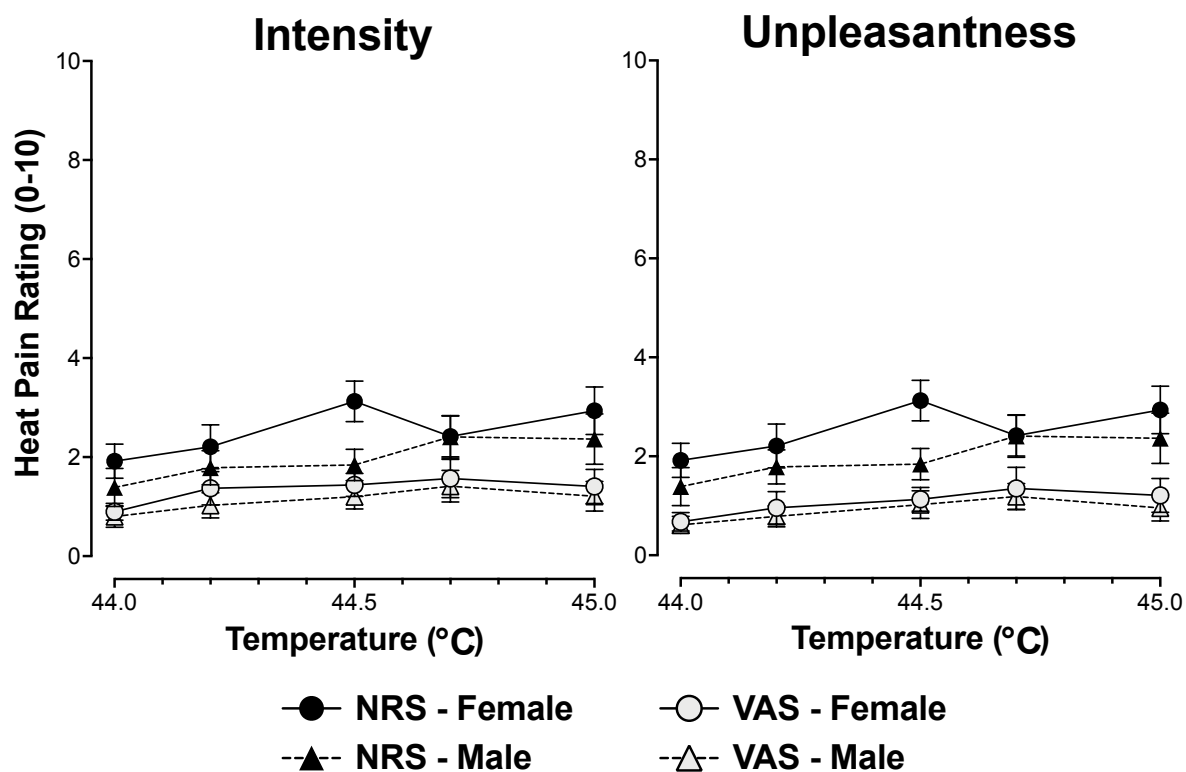 Intensity
Unpleasantness
Heat Pain Rating (0-10)
10
8
6
4
2
0
44.0
44.5
45.0
Temperature (°C)
10
8
6
4
2
0
44.0
44.5
45.0
Temperature (°C)
NRS - Female
VAS - Female
NRS - Male
VAS - Male